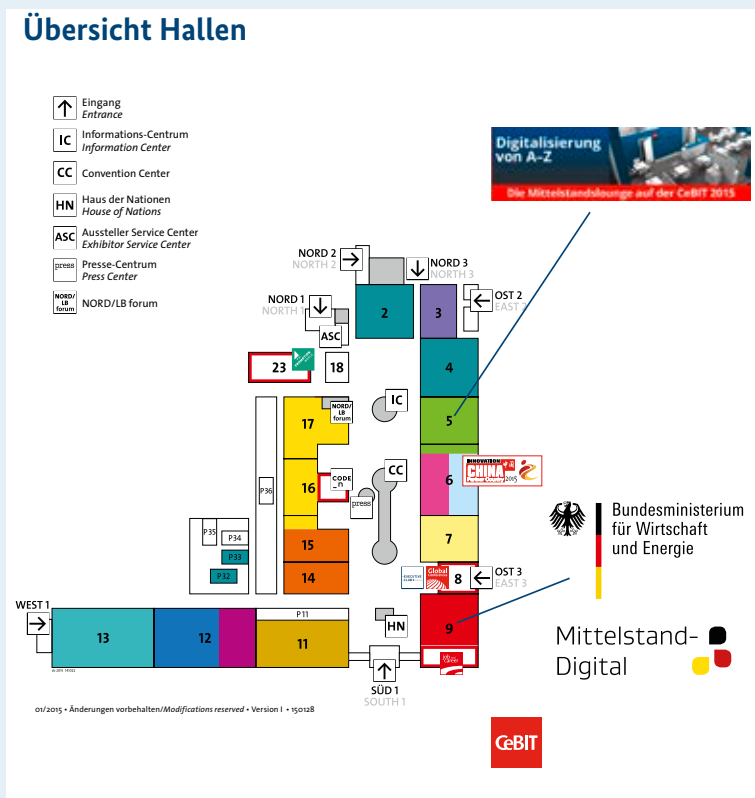 Übersicht Hallen
Eingang
Entrance
IC
Informations-Centrum
Information Center
CC
Convention Center
HN
Haus der Nationen
House of Nations
ASC
Aussteller Service Center
Exhibitor Service Center
press
Presse-Centrum
Press Center
NORD/
LB
forum
NORD/LB forum
Digitalisierung
von A-Z
Die Mittelstandslounge auf der CeBIT 2015
NORD 2
NORTH 2
NORD 3
NORTH 3
NORD 1
NORTH 1
OST 2
EAST 2
2
3
ASC
23
18
4
IC
NORD/
LB
forum
17
5
INNOVATION
CHINA
2015
CC
6
P36
16
CODE
_n
press
Bundesministerium
für Wirtschaft
und Energie
P35
P34
15
7
P33
P32
14
Global
8
OST 3
EAST 3
WEST 1
P11
HN
13
12
11
9
Mittelstand-
Digital
job and
career
SÜD 1
SOUTH 1
01/2015 • Änderungen vorbehalten/Modifications reserved • Version I • 150128
CeBIT